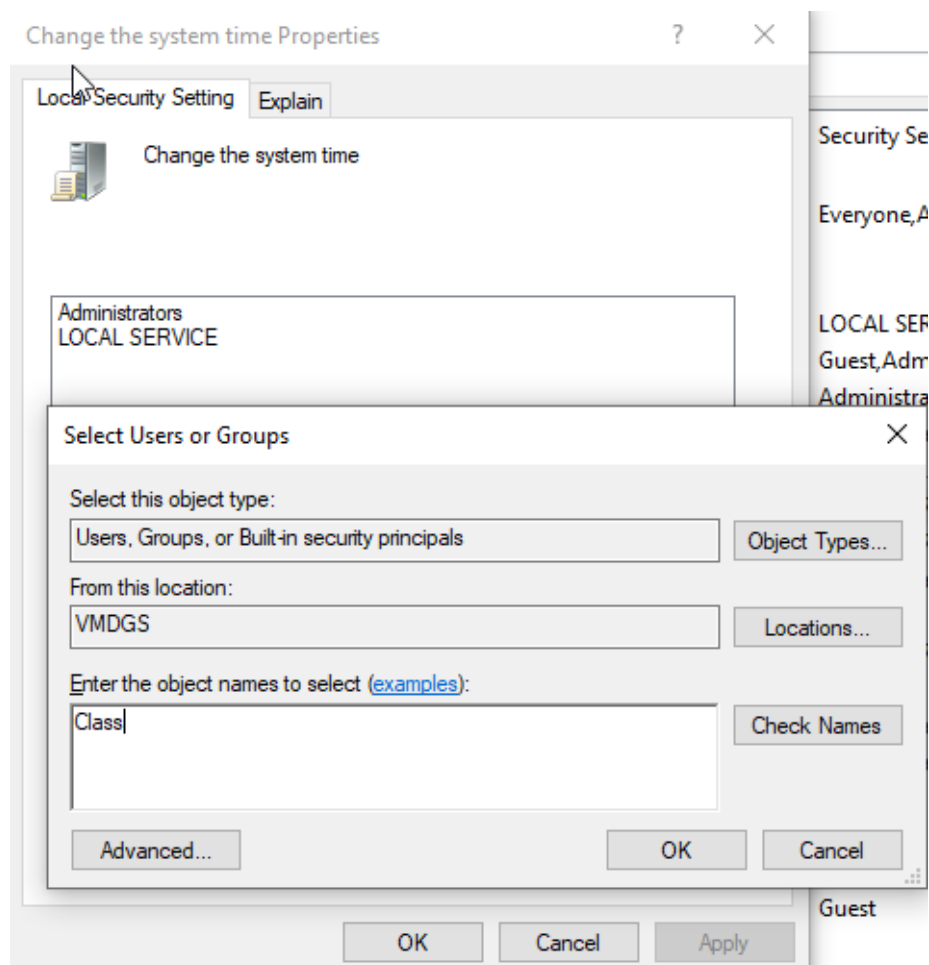 Change the system time Properties
?
Local Security Setting
Explain
Change the system time
Administrators
LOCAL SERVICE
Security Se
Everyone,A
LOCAL SER
Guest,Adm
Administra
Select Users or Groups
Select this object type:
Users, Groups, or Built-in security principals
Object Types...
From this location:
VMDGS
Locations...
Enter the object names to select (examples):
Class
Check Names
Advanced...
OK
Cancel
Guest
OK
Cancel
Apply